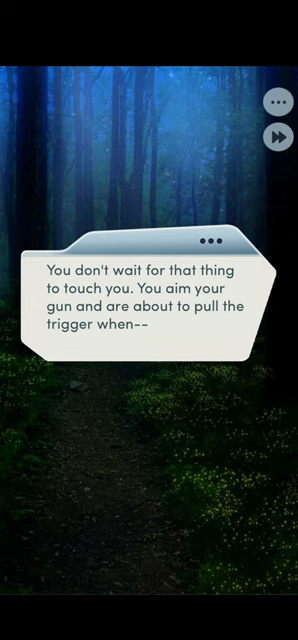 You don't wait for that thing
to touch you. You aim your
gun and are about to pull the
trigger when--